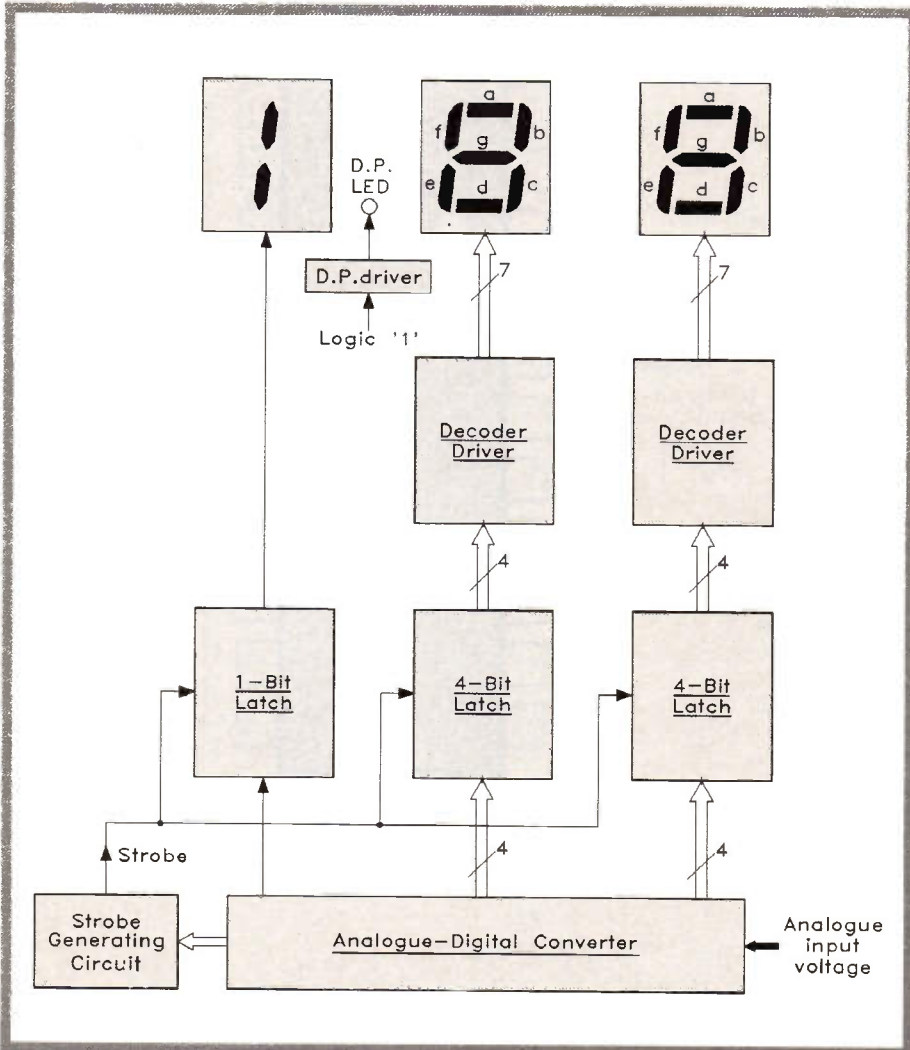 a
f
b
g
e
d
c
a
f
b
g
e
d
c
D.P.
LED
D.P.driver
Logic '1'
7
7
Decoder
Driver
Decoder
Driver
4
4
1-Bit
Latch
4-Bit
Latch
4-Bit
Latch
Strobe
4
4
Strobe
Generating
Circuit
Analogue-Digital Converter
Analogue
input
voltage